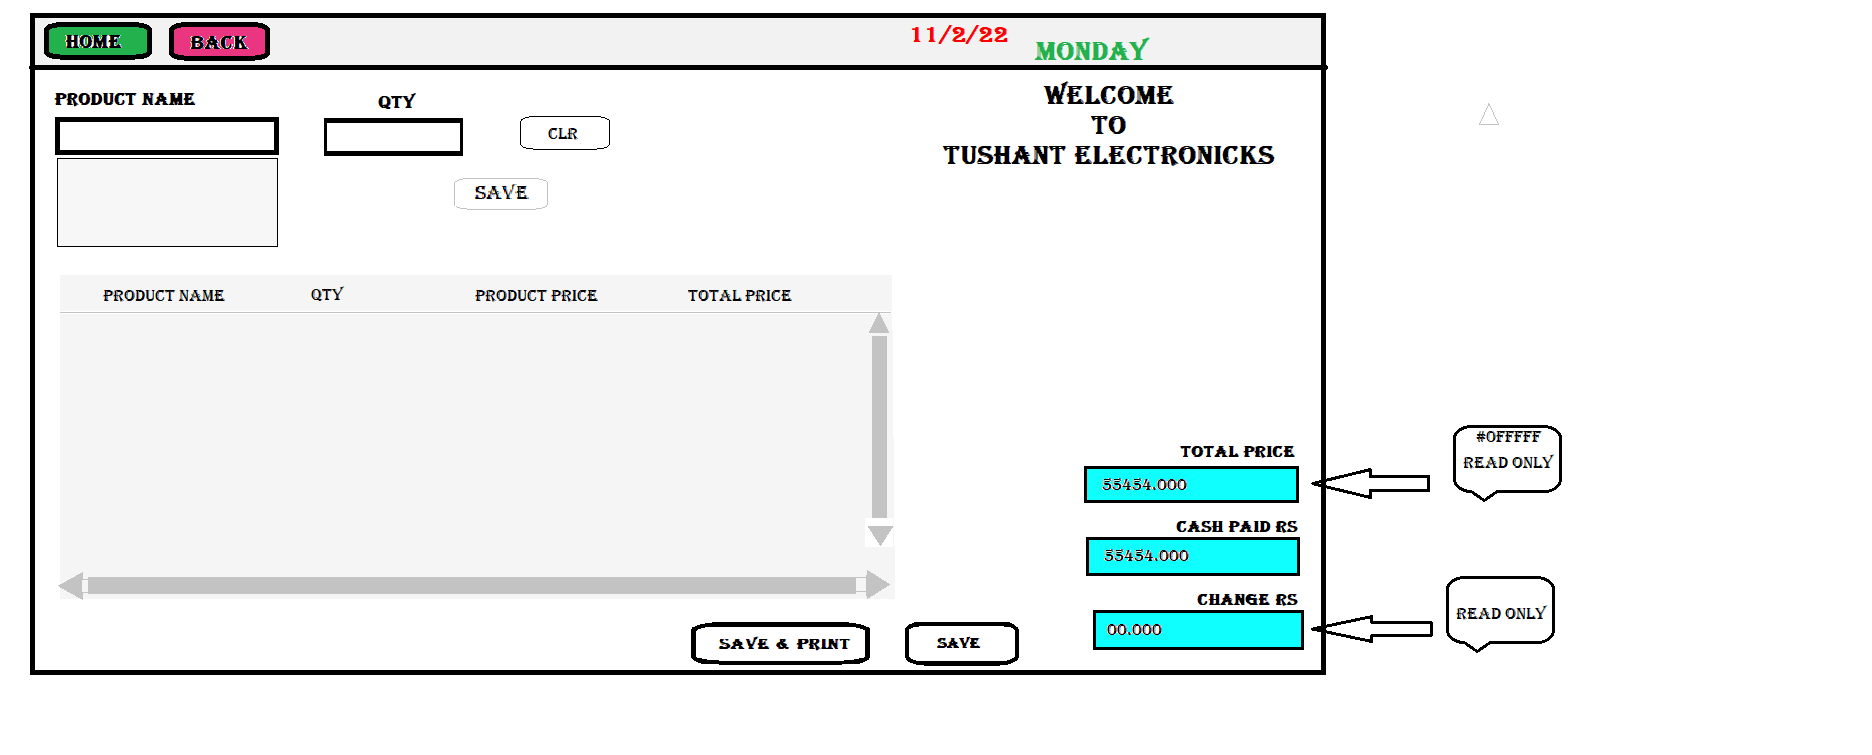 HOME
BACK
11/2/22
MONDAY
WELCOME
TO
TUSHANT ELECTRONICKS
PRODUCT NAME
QTY
CLR
SAVE
PRODUCT NAME
QTY
PRODUCT PRICE
TOTAL PRICE
TOTAL PRICE
55454.000
CASH PAID RS
55454.000
CHANGE RS
00.000
SAVE & PRINT
SAVE
#0FFFFF
READ ONLY
READ ONLY